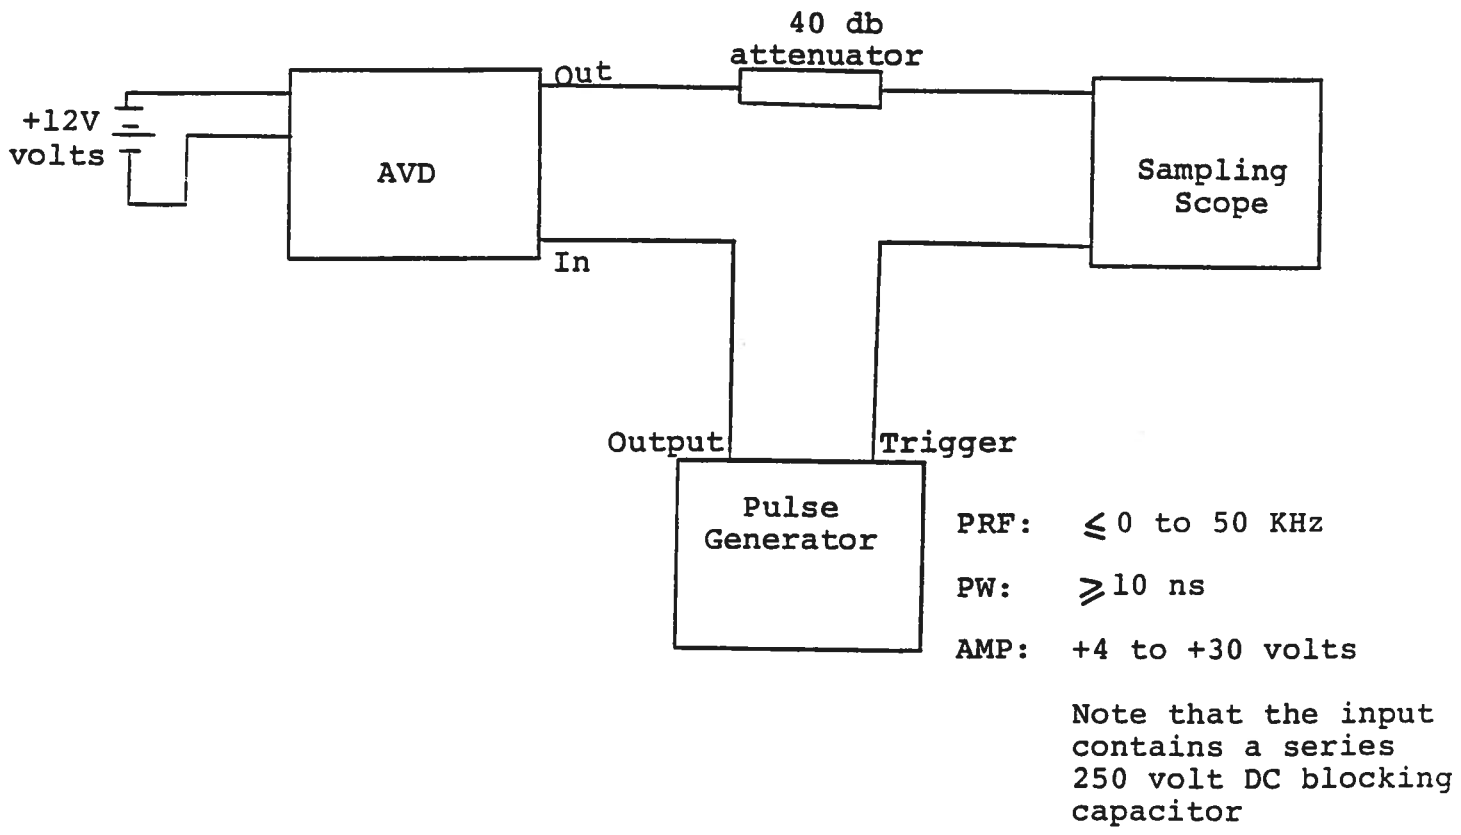 40 db
attenuator
Out
+12V
volts
AVD
Sampling
Scope
In
Output
Trigger
Pulse
Generator
PRF: ⩽ 0 to 50 KHz
PW: ⩾ 10 ns
AMP: +4 to +30 volts
Note that the input
contains a series
250 volt DC blocking
capacitor